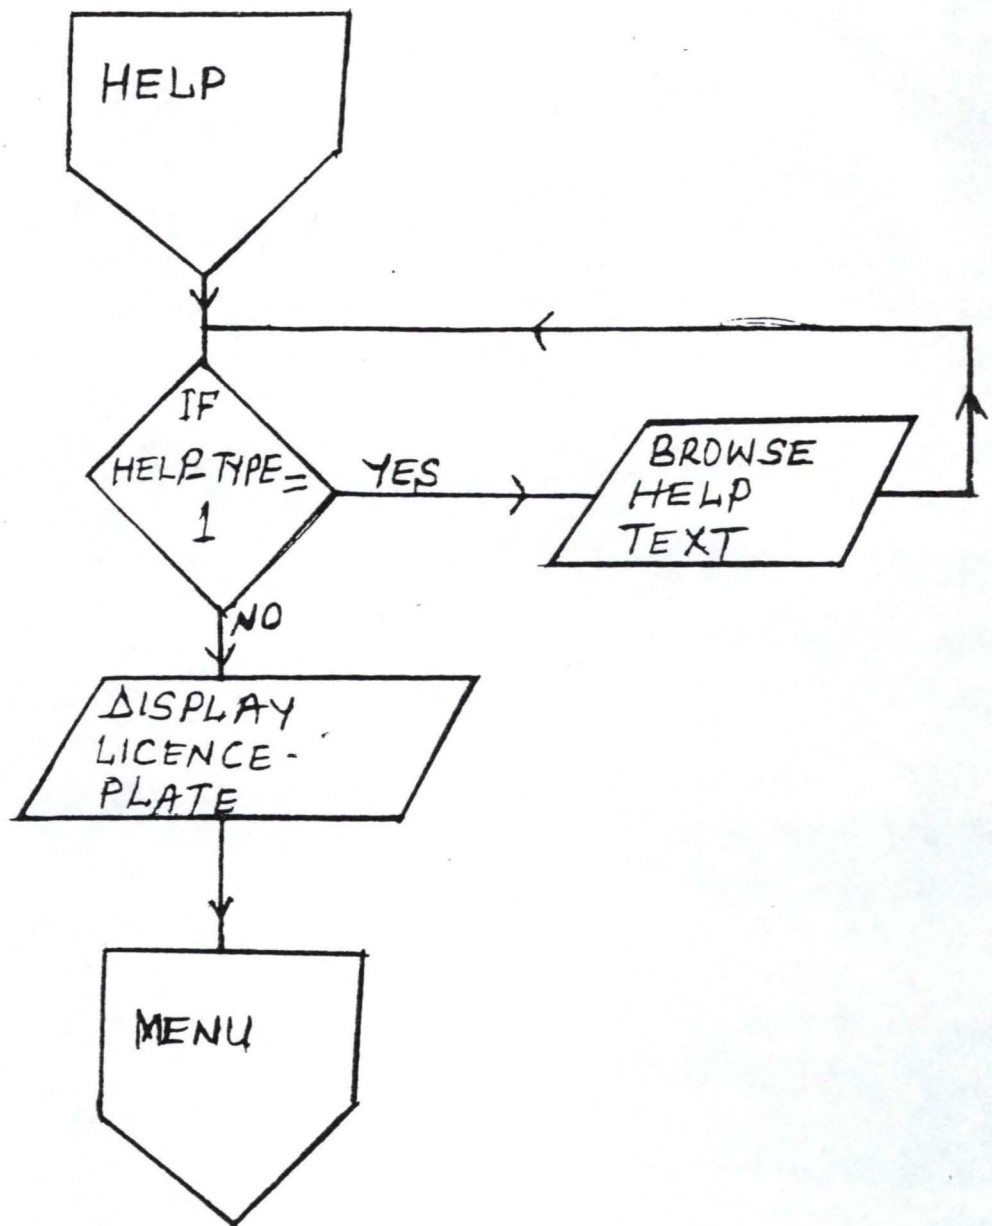 HELP
IF
HELP TYPE =
1
YES
BROWSE
HELP
TEXT
NO
DISPLAY
LICENCE-
PLATE
MENU